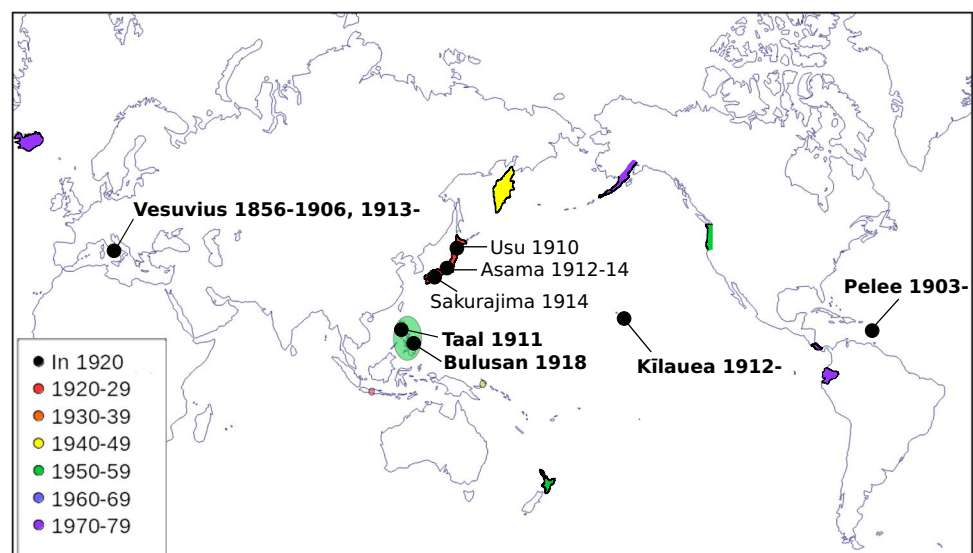 Vesuvius 1856-1906, 1913-
Usu 1910
Asama 1912-14
Sakurajima 1914
Pelee 1903-
Taal 1911
Bulusan 1918
Kīlauea 1912-
In 1920
1920-29
1930-39
1940-49
1950-59
1960-69
1970-79